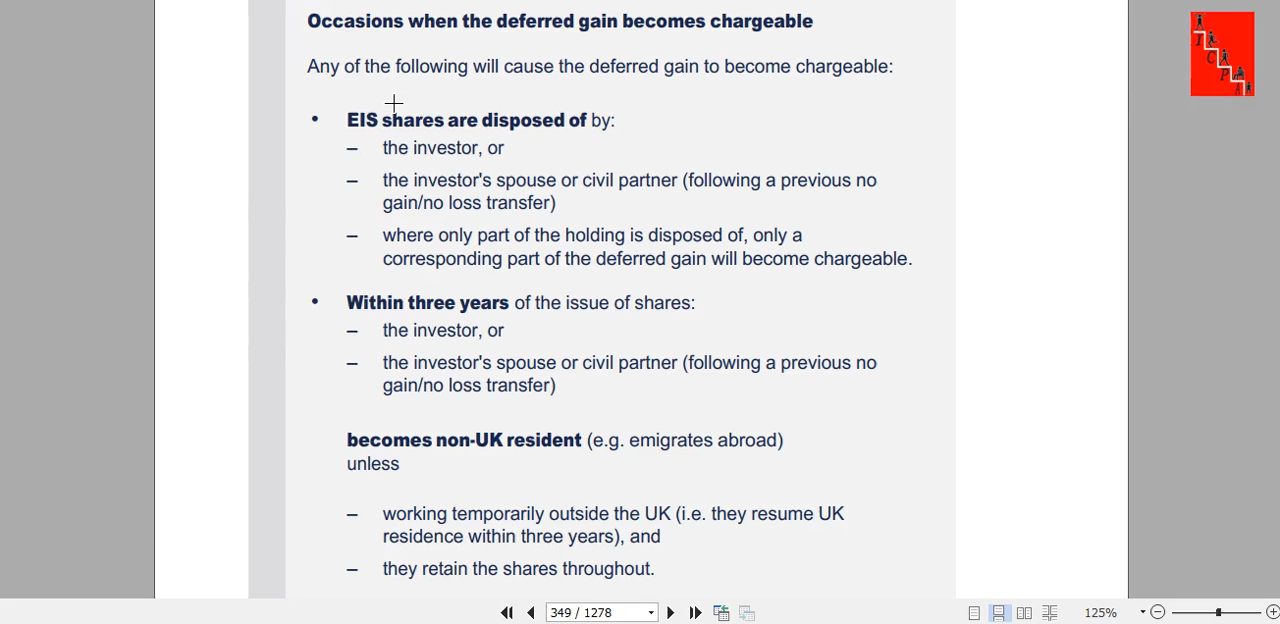 Occasions when the deferred gain becomes chargeable
Any of the following will cause the deferred gain to become chargeable:
• EIS shares are disposed of by:
– the investor, or
– the investor's spouse or civil partner (following a previous no
gain/no loss transfer)
– where only part of the holding is disposed of, only a
corresponding part of the deferred gain will become chargeable.
• Within three years of the issue of shares:
– the investor, or
– the investor's spouse or civil partner (following a previous no
gain/no loss transfer)
becomes non-UK resident (e.g. emigrates abroad)
unless
– working temporarily outside the UK (i.e. they resume UK
residence within three years), and
– they retain the shares throughout.
T
C
P
A
349 / 1278
125%